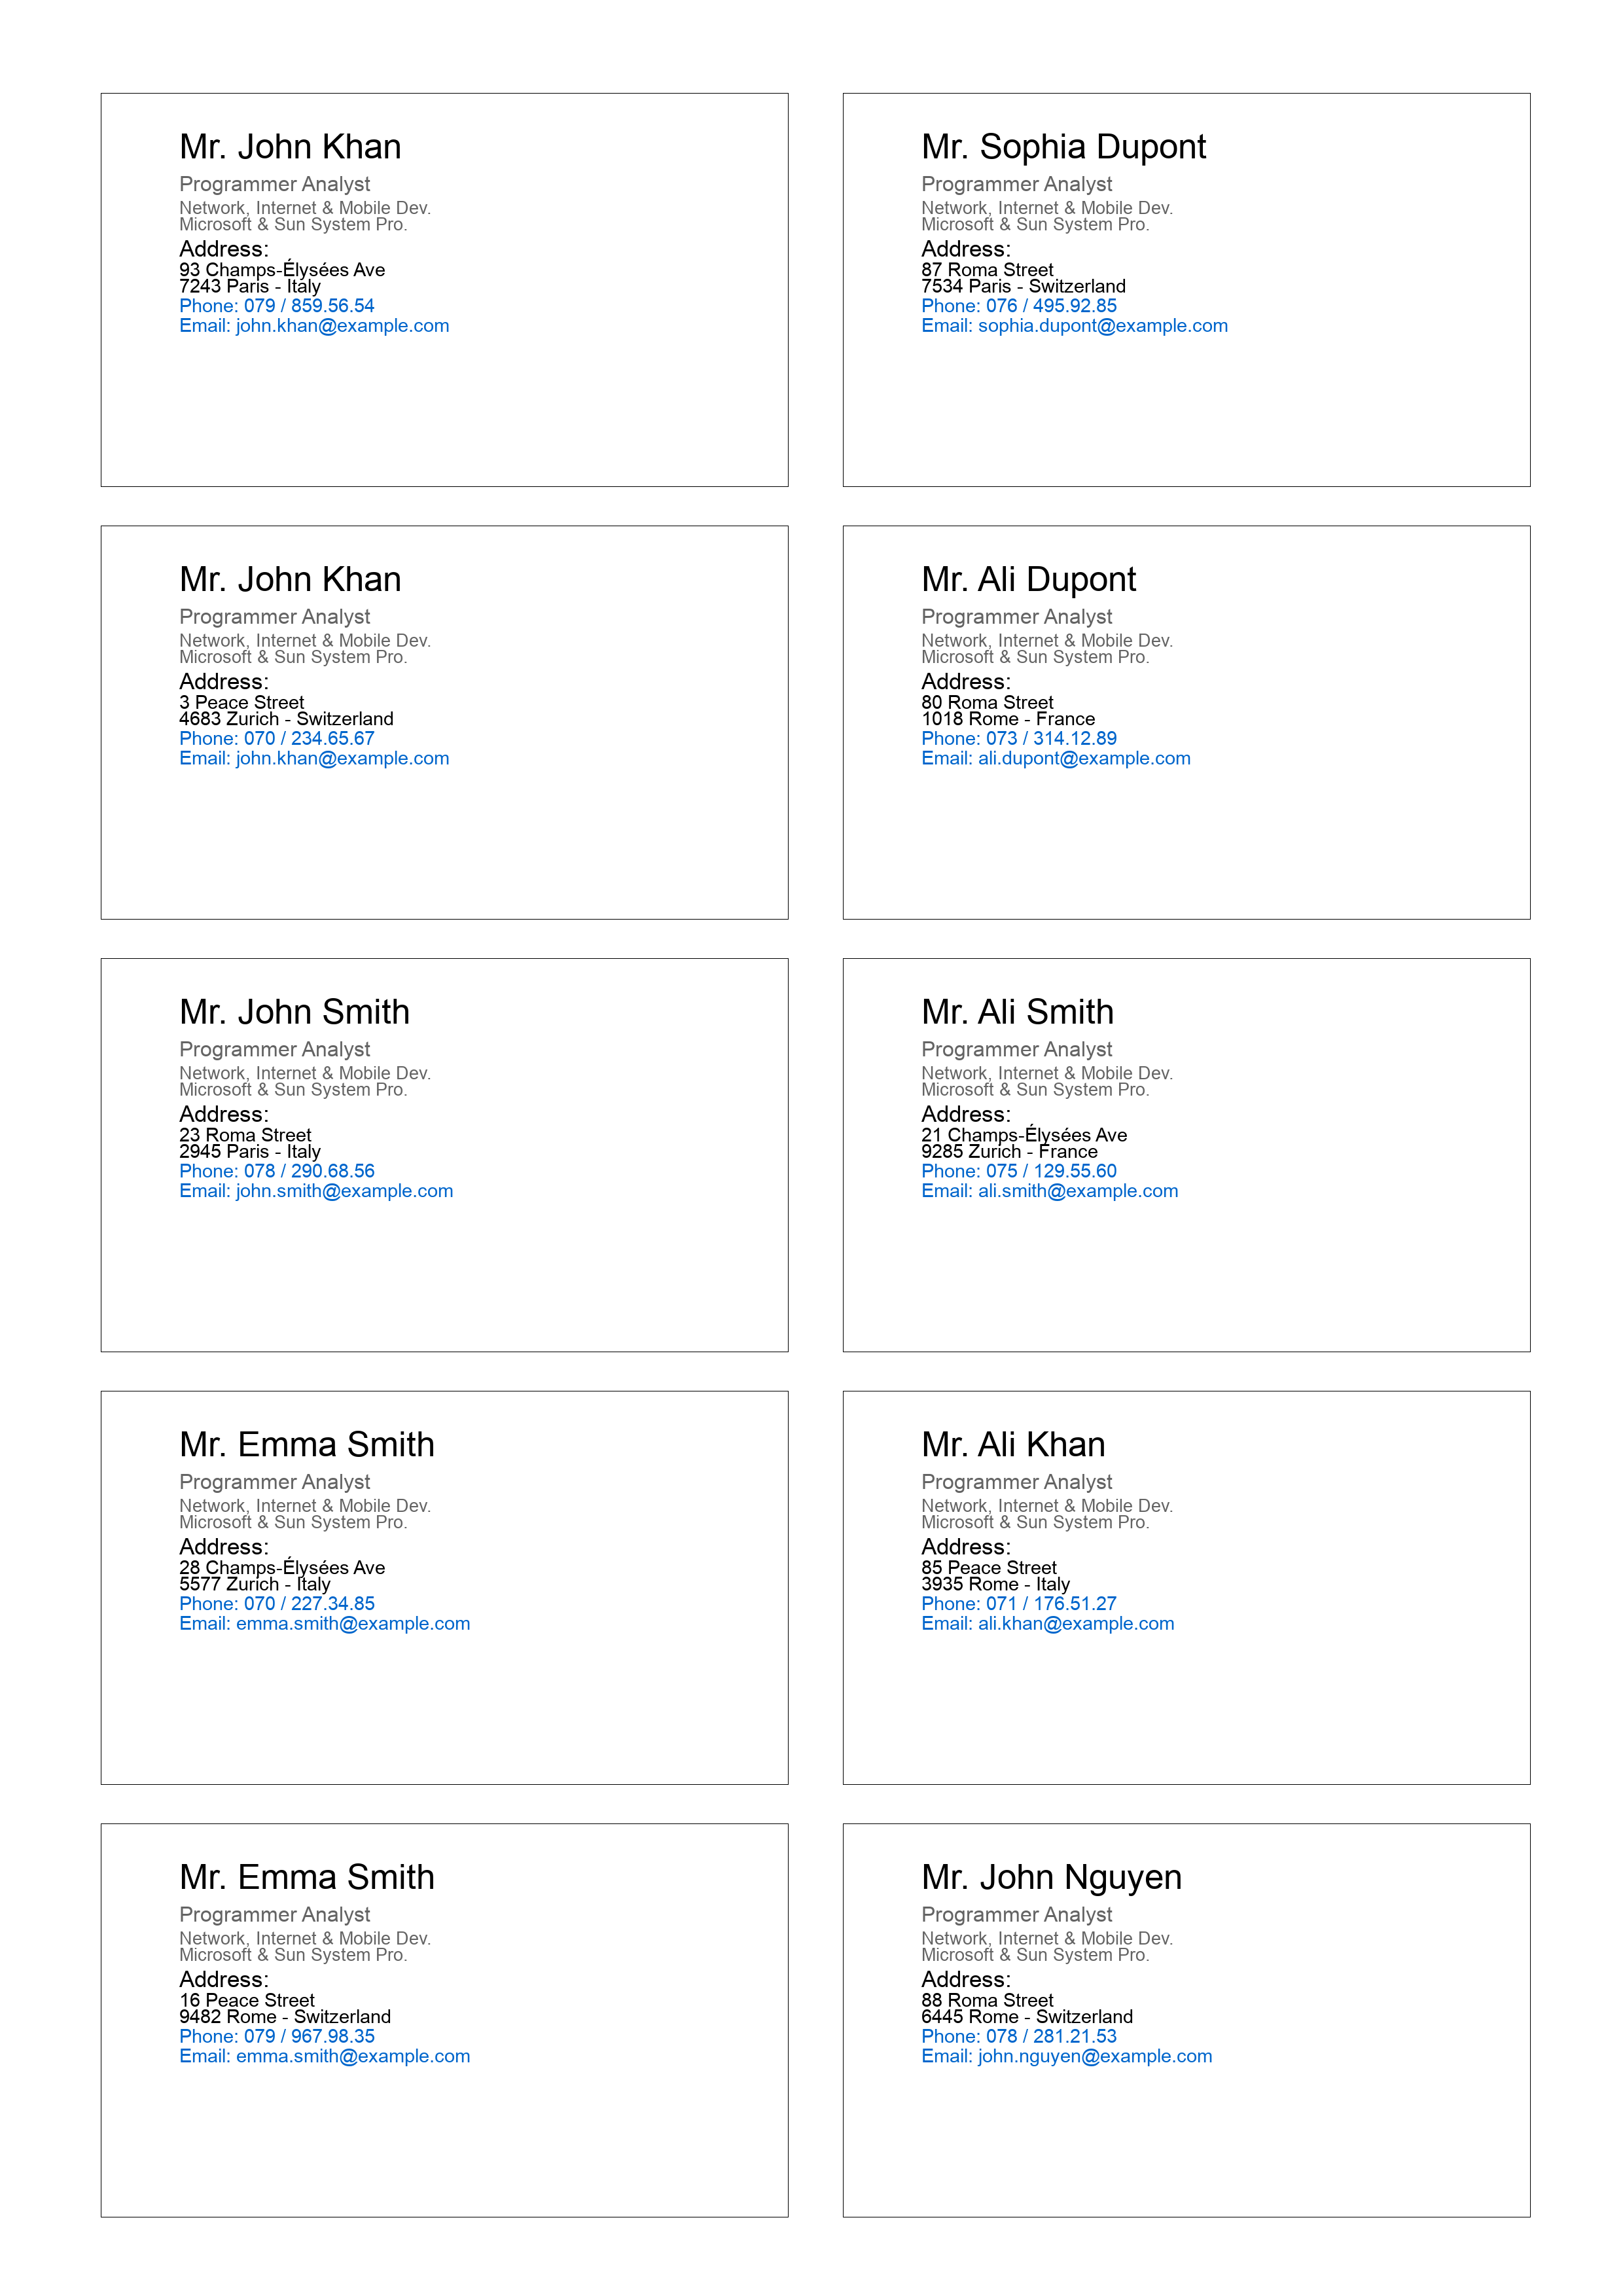 Mr. John Khan
Programmer Analyst
Network, Internet & Mobile Dev.
Microsoft & Sun System Pro.
Address:
93 Champs-Élysées Ave
7243 Paris - Italy
Phone: 079 / 859.56.54
Email: john.khan@example.com
Mr. Sophia Dupont
Programmer Analyst
Network, Internet & Mobile Dev.
Microsoft & Sun System Pro.
Address:
87 Roma Street
7534 Paris - Switzerland
Phone: 076 / 495.92.85
Email: sophia.dupont@example.com
Mr. John Khan
Programmer Analyst
Network, Internet & Mobile Dev.
Microsoft & Sun System Pro.
Address:
3 Peace Street
4683 Zurich - Switzerland
Phone: 070 / 234.65.67
Email: john.khan@example.com
Mr. Ali Dupont
Programmer Analyst
Network, Internet & Mobile Dev.
Microsoft & Sun System Pro.
Address:
80 Roma Street
1018 Rome - France
Phone: 073 / 314.12.89
Email: ali.dupont@example.com
Mr. John Smith
Programmer Analyst
Network, Internet & Mobile Dev.
Microsoft & Sun System Pro.
Address:
23 Roma Street
2945 Paris - Italy
Phone: 078 / 290.68.56
Email: john.smith@example.com
Mr. Ali Smith
Programmer Analyst
Network, Internet & Mobile Dev.
Microsoft & Sun System Pro.
Address:
21 Champs-Élysées Ave
9285 Zurich - France
Phone: 075 / 129.55.60
Email: ali.smith@example.com
Mr. Emma Smith
Programmer Analyst
Network, Internet & Mobile Dev.
Microsoft & Sun System Pro.
Address:
28 Champs-Élysées Ave
5577 Zurich - Italy
Phone: 070 / 227.34.85
Email: emma.smith@example.com
Mr. Ali Khan
Programmer Analyst
Network, Internet & Mobile Dev.
Microsoft & Sun System Pro.
Address:
85 Peace Street
3935 Rome - Italy
Phone: 071 / 176.51.27
Email: ali.khan@example.com
Mr. Emma Smith
Programmer Analyst
Network, Internet & Mobile Dev.
Microsoft & Sun System Pro.
Address:
16 Peace Street
9482 Rome - Switzerland
Phone: 079 / 967.98.35
Email: emma.smith@example.com
Mr. John Nguyen
Programmer Analyst
Network, Internet & Mobile Dev.
Microsoft & Sun System Pro.
Address:
88 Roma Street
6445 Rome - Switzerland
Phone: 078 / 281.21.53
Email: john.nguyen@example.com